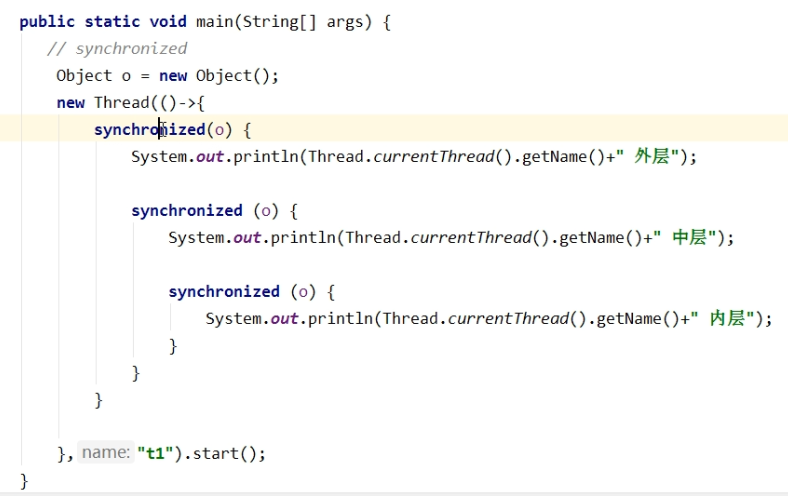 public static void main(String[] args) {
// synchronized
Object o = new Object();
new Thread(()->{
synchronized(o) {
System.out.println(Thread.currentThread().getName()+" 外层");
synchronized (o) {
System.out.println(Thread.currentThread().getName()+" 中层");
synchronized (o) {
System.out.println(Thread.currentThread().getName()+" 内层");
}
}
}
}, name: "t1").start();
}